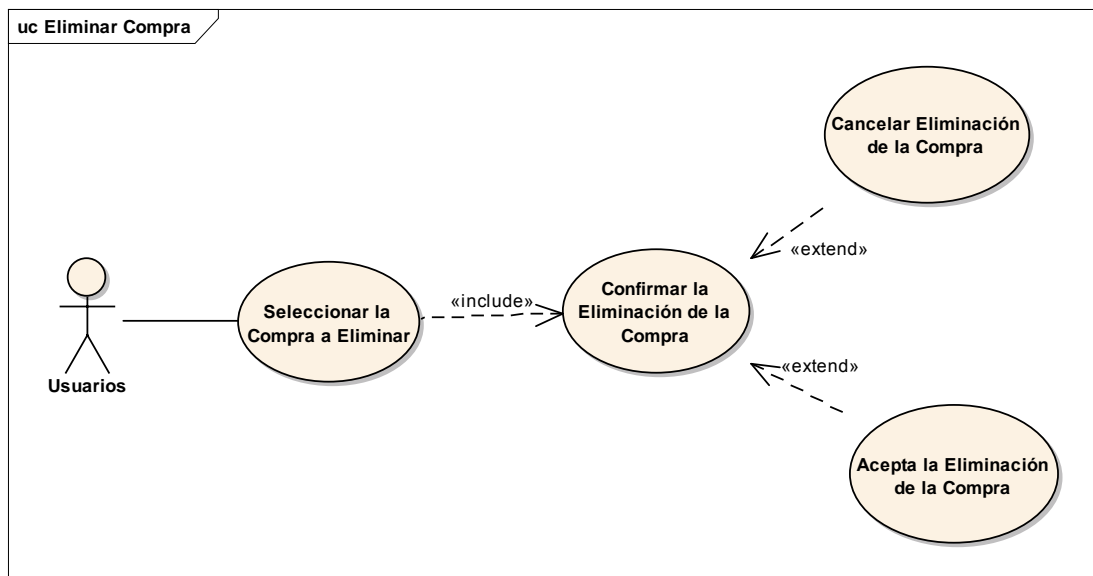 uc Eliminar Compra
Cancelar Eliminación
de la Compra
«extend»
Confirmar la
Eliminación de la
Compra
«include»
Seleccionar la
Compra a Eliminar
Usuarios
«extend»
Acepta la Eliminación
de la Compra